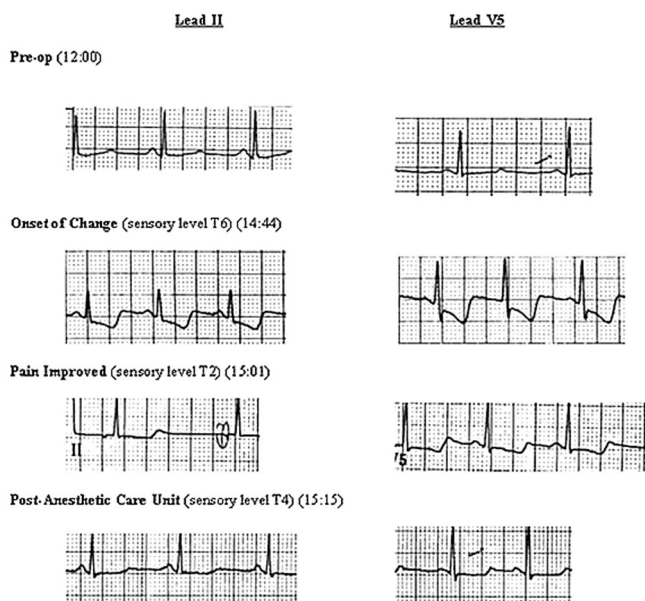 Lead II Lead V5
Pre-op (12:00)
Onset of Change (sensory level T6) (14:44)
Pain Improved (sensory level T2) (15:01)
II
V5
Post-Anesthetic Care Unit (sensory level T4) (15:15)